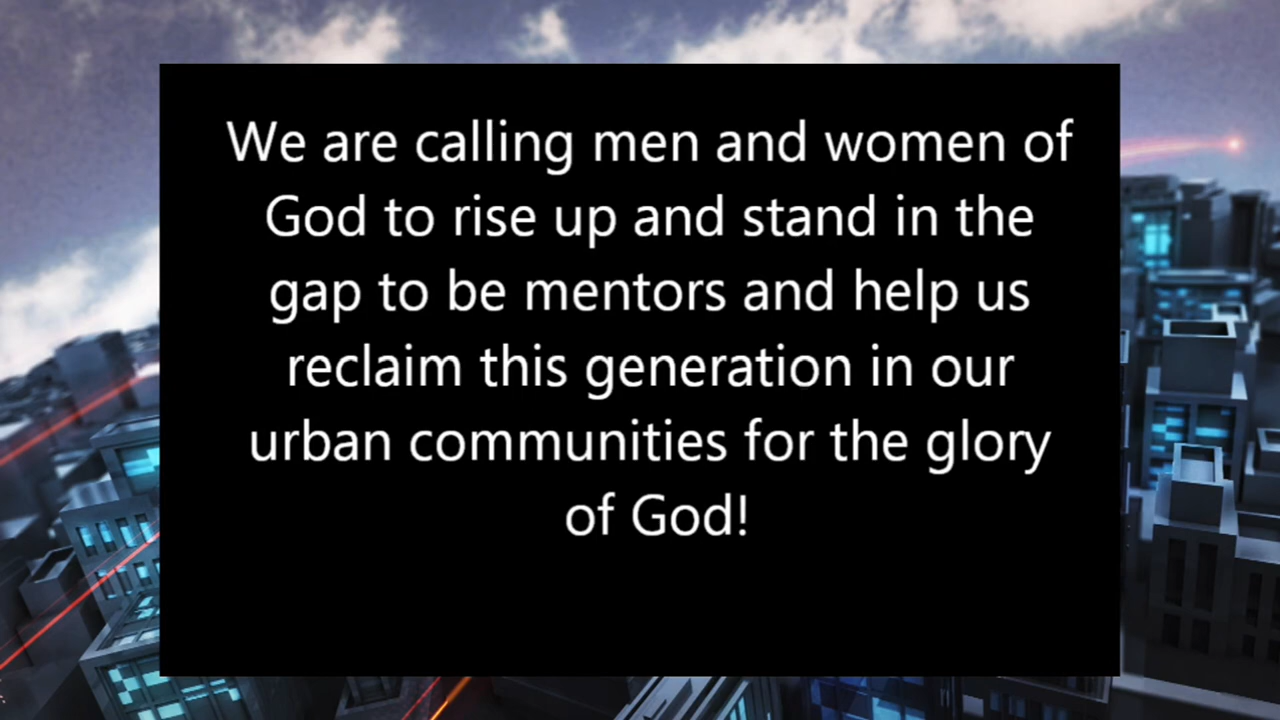 We are calling men and women of
God to rise up and stand in the
gap to be mentors and help us
reclaim this generation in our
urban communities for the glory
of God!